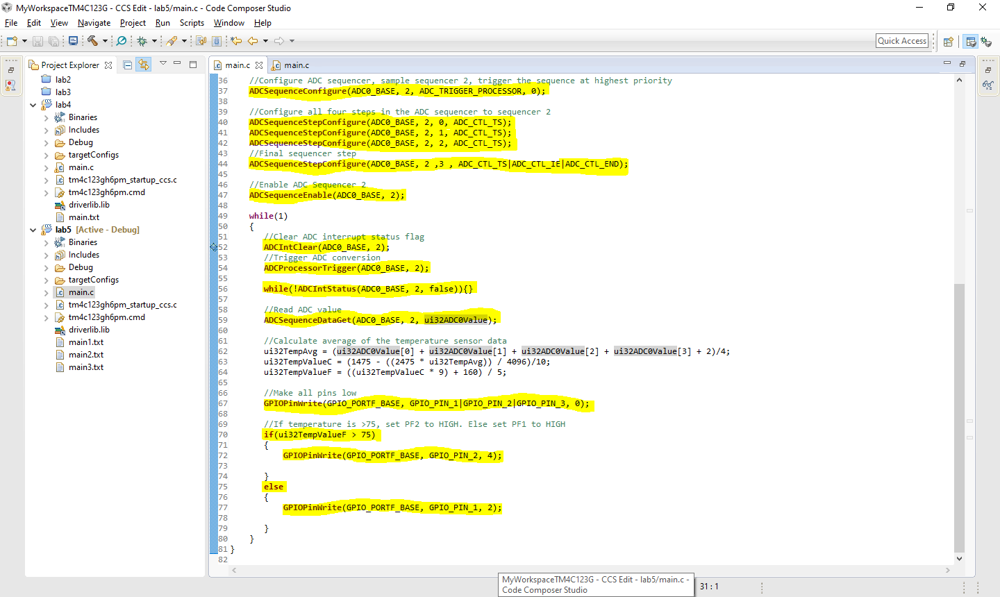 MyWorkspaceTM4C123G - CCS Edit - lab5/main.c - Code Composer Studio
File Edit View Navigate Project Run Scripts Window Help
Quick Access
Project Explorer
lab2
lab3
lab4
Binaries
Includes
Debug
targetConfigs
main.c
tm4c123gh6pm_startup_ccs.c
tm4c123gh6pm.cmd
driverlib.lib
main.txt
lab5 [Active - Debug]
Binaries
Includes
Debug
targetConfigs
main.c
tm4c123gh6pm_startup_ccs.c
tm4c123gh6pm.cmd
driverlib.lib
main1.txt
main2.txt
main3.txt
main.c main.c
36 //Configure ADC sequencer, sample sequencer 2, trigger the sequence at highest priority
37 ADCSequenceConfigure(ADC0_BASE, 2, ADC_TRIGGER_PROCESSOR, 0);
38
39 //Configure all four steps in the ADC sequencer to sequencer 2
40 ADCSequenceStepConfigure(ADC0_BASE, 2, 0, ADC_CTL_TS);
41 ADCSequenceStepConfigure(ADC0_BASE, 2, 1, ADC_CTL_TS);
42 ADCSequenceStepConfigure(ADC0_BASE, 2, 2, ADC_CTL_TS);
43 //Final sequencer step
44 ADCSequenceStepConfigure(ADC0_BASE, 2 ,3 , ADC_CTL_TS|ADC_CTL_IE|ADC_CTL_END);
45
46 //Enable ADC Sequencer 2
47 ADCSequenceEnable(ADC0_BASE, 2);
48
49 while(1)
50 {
51 //Clear ADC interrupt status flag
52 ADCIntClear(ADC0_BASE, 2);
53 //Trigger ADC conversion
54 ADCProcessorTrigger(ADC0_BASE, 2);
55
56 while(!ADCIntStatus(ADC0_BASE, 2, false)){}
57
58 //Read ADC value
59 ADCSequenceDataGet(ADC0_BASE, 2, ui32ADC0Value);
60
61 //Calculate average of the temperature sensor data
62 ui32TempAvg = (ui32ADC0Value[0] + ui32ADC0Value[1] + ui32ADC0Value[2] + ui32ADC0Value[3] + 2)/4;
63 ui32TempValueC = (1475 - ((2475 * ui32TempAvg)) / 4096)/10;
64 ui32TempValueF = ((ui32TempValueC * 9) + 160) / 5;
65
66 //Make all pins low
67 GPIOPinWrite(GPIO_PORTF_BASE, GPIO_PIN_1|GPIO_PIN_2|GPIO_PIN_3, 0);
68
69 //If temperature is >75, set PF2 to HIGH. Else set PF1 to HIGH
70 if(ui32TempValueF > 75)
71 {
72 GPIOPinWrite(GPIO_PORTF_BASE, GPIO_PIN_2, 4);
73
74 }
75 else
76 {
77 GPIOPinWrite(GPIO_PORTF_BASE, GPIO_PIN_1, 2);
78
79 }
80 }
81 }
82
MyWorkspaceTM4C123G - CCS Edit - lab5/main.c -
Code Composer Studio
31 : 1